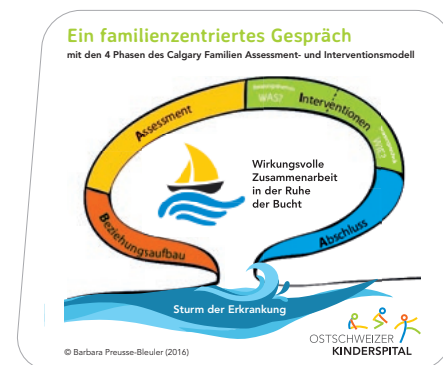 Ein familienzentriertes Gespräch
mit den 4 Phasen des Calgary Familien Assessment- und Interventionsmodell
Assessment
WAS?
Interventionen
WIE?
Wirkungsvolle
Zusammenarbeit
in der Ruhe
der Bucht
Beziehungsaufbau
Abschluss
Sturm der Erkrankung
OSTSCHWEIZER
KINDERSPITAL
© Barbara Preusse-Bleuler (2016)